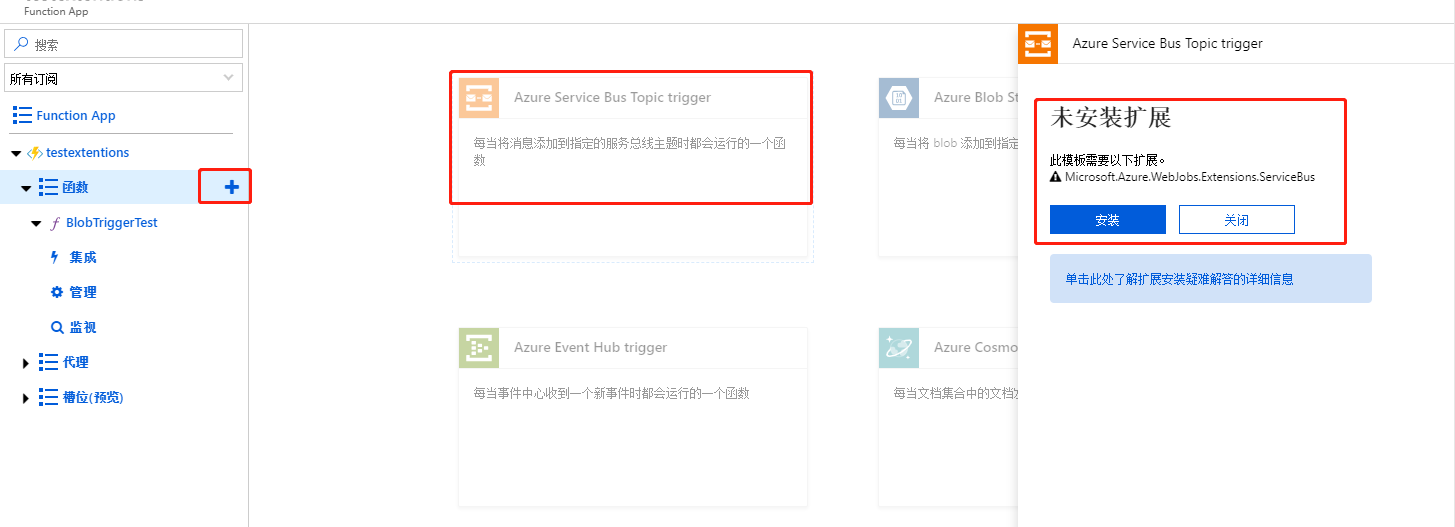 Function App
搜索
所有订阅
Function App
testextentions
函数
BlobTriggerTest
集成
管理
监视
代理
槽位(预览)
Azure Service Bus Topic trigger
每当将消息添加到指定的服务总线主题时都会运行的一个函
数
Azure Blob St
每当将 blob 添加到指定
Azure Event Hub trigger
每当事件中心收到一个新事件时都会运行的一个函数
Azure Cosmo
每当文档集合中的文档发
Azure Service Bus Topic trigger
未安装扩展
此模板需要以下扩展。
Microsoft.Azure.WebJobs.Extensions.ServiceBus
安装
关闭
单击此处了解扩展安装疑难解答的详细信息